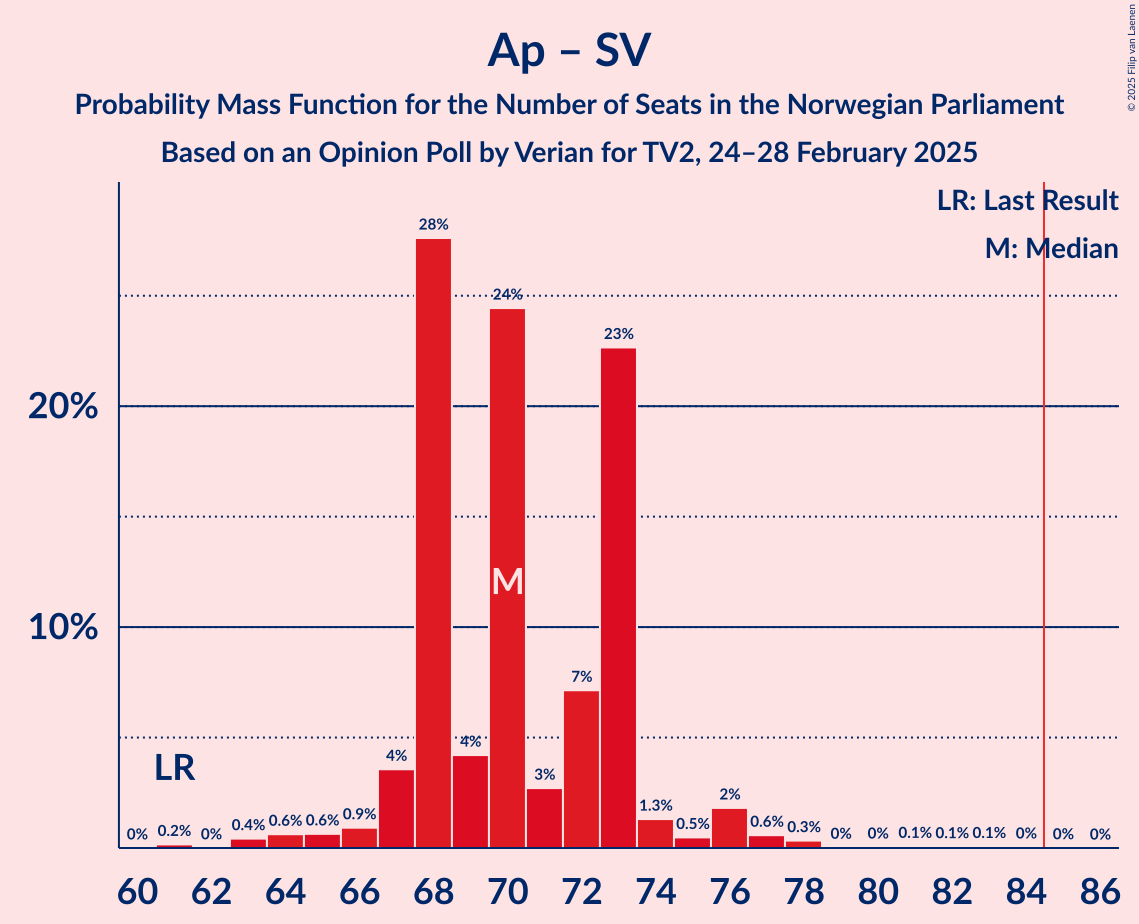 Ap – SV
Probability Mass Function for the Number of Seats in the Norwegian Parliament
Based on an Opinion Poll by Verian for TV2, 24–28 February 2025
© 2025 Filip van Laenen
LR: Last Result
M: Median
28%
24%
23%
20%
M
10%
7%
4%
4%
LR
3%
2%
1.3%
0% 0.2% 0% 0.4% 0.6% 0.6% 0.9% 0.5% 0.6% 0.3% 0% 0% 0.1% 0.1% 0.1% 0% 0% 0%
60 62 64 66 68 70 72 74 76 78 80 82 84 86